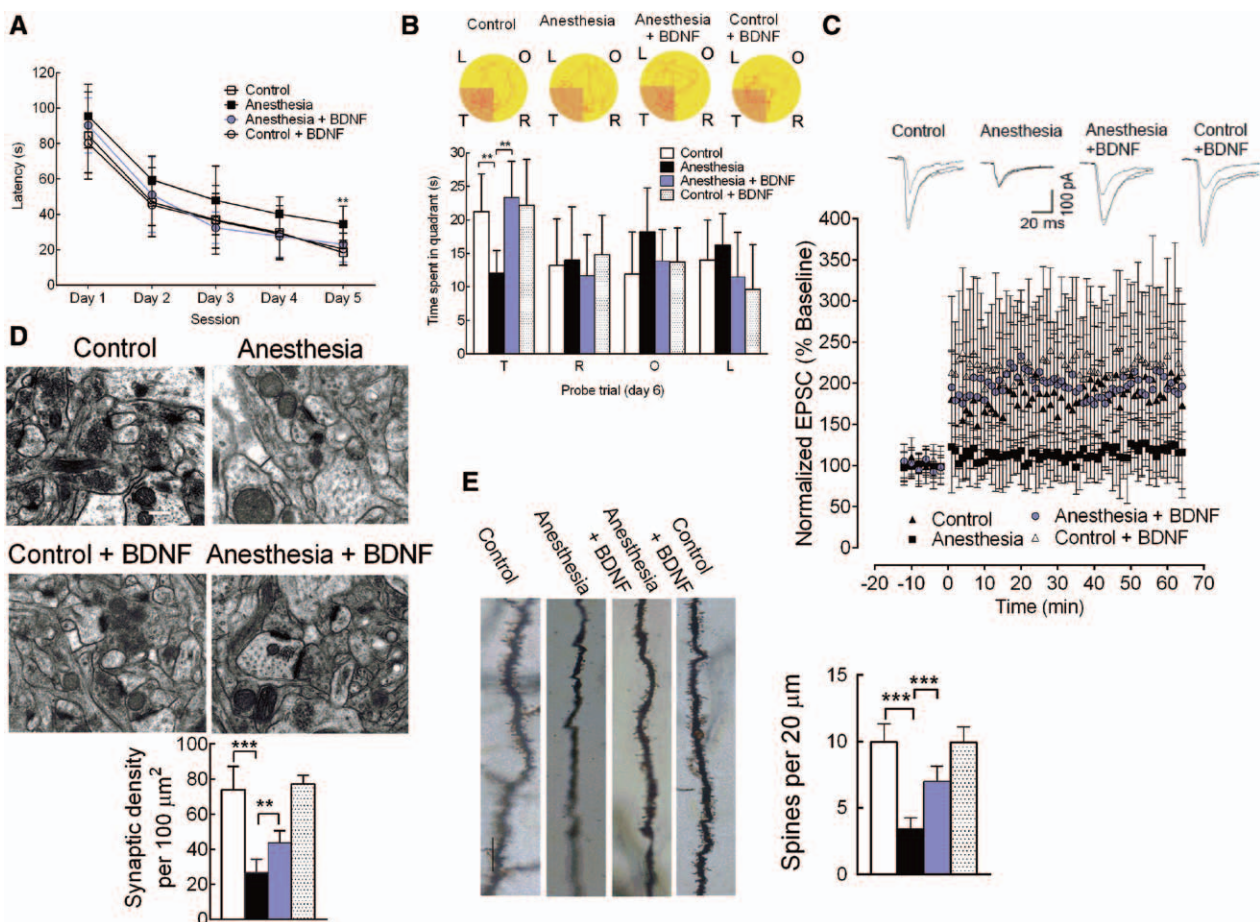 A
120
100
80
60
40
20
0
Latency (s)
Control
Anesthesia
Anesthesia + BDNF
Control + BDNF
**
Day 1 Day 2 Day 3 Day 4 Day 5
Session
B
Control
Anesthesia
Anesthesia
+ BDNF
Control
+ BDNF
L O L O L O L O
T R T R T R T R
30
25
20
15
10
5
0
Time spent in quadrant (s)
** **
Control
Anesthesia
Anesthesia + BDNF
Control + BDNF
T R O L
Probe trial (day 6)
C
Control
Anesthesia
Anesthesia
+BDNF
Control
+BDNF
100 pA
20 ms
400
350
300
250
200
150
100
50
0
Normalized EPSC (% Baseline)
Control
Anesthesia
Anesthesia + BDNF
Control + BDNF
-20 -10 0 10 20 30 40 50 60 70
Time (min)
D
Control Anesthesia
Control + BDNF Anesthesia + BDNF
100
80
60
40
20
0
Synaptic density
per 100 μm²
***
**
E
Control
Anesthesia
Anesthesia
+ BDNF
Control
+ BDNF
15
10
5
0
Spines per 20 μm
*** ***